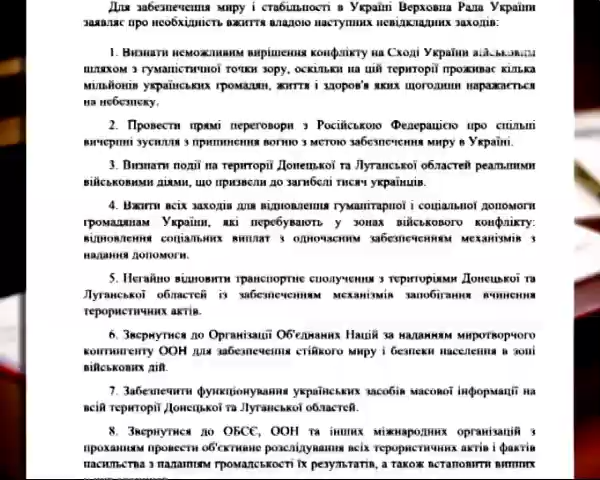 Для забезпечення миру і стабільності в Україні Верховна Рада України
заявляє про необхідність вжиття владою наступних невідкладних заходів:
1. Визнати неможливим вирішення конфлікту на Сході України військовим
шляхом з гуманістичної точки зору, оскільки на цій території проживає кілька
мільйонів українських громадян, життя і здоров'я яких щогодини наражається
на небезпеку.
2. Провести прямі переговори з Російською Федерацією про спільні
вичерпні зусилля з припинення вогню з метою забезпечення миру в Україні.
3. Визнати події на території Донецької та Луганської областей реальними
військовими діями, що призвели до загибелі тисяч українців.
4. Вжити всіх заходів для відновлення гуманітарної і соціальної допомоги
громадянам України, які перебувають у зонах військового конфлікту:
відновлення соціальних виплат з одночасним забезпеченням механізмів з
надання допомоги.
5. Негайно відновити транспортне сполучення з територіями Донецької та
Луганської областей із забезпеченням механізмів запобігання вчинення
терористичних актів.
6. Звернутися до Організації Об'єднаних Націй за наданням миротворчого
контингенту ООН для забезпечення стійкого миру і безпеки населення в зоні
військових дій.
7. Забезпечити функціонування українських засобів масової інформації на
всій території Донецької та Луганської областей.
8. Звернутися до ОБСЄ, ООН та інших міжнародних організацій з
проханням провести об'єктивне розслідування всіх терористичних актів і фактів
насильства з наданням громадськості їх результатів, а також встановити винних